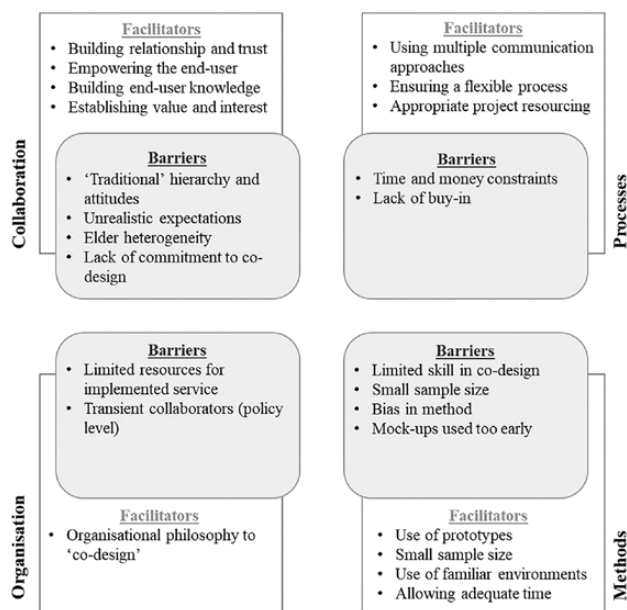 Collaboration
Facilitators
• Building relationship and trust
• Empowering the end-user
• Building end-user knowledge
• Establishing value and interest
Barriers
• ‘Traditional’ hierarchy and
attitudes
• Unrealistic expectations
• Elder heterogeneity
• Lack of commitment to co-
design
Processes
Facilitators
• Using multiple communication
approaches
• Ensuring a flexible process
• Appropriate project resourcing
Barriers
• Time and money constraints
• Lack of buy-in
Organisation
Barriers
• Limited resources for
implemented service
• Transient collaborators (policy
level)
Facilitators
• Organisational philosophy to
‘co-design’
Methods
Barriers
• Limited skill in co-design
• Small sample size
• Bias in method
• Mock-ups used too early
Facilitators
• Use of prototypes
• Small sample size
• Use of familiar environments
• Allowing adequate time